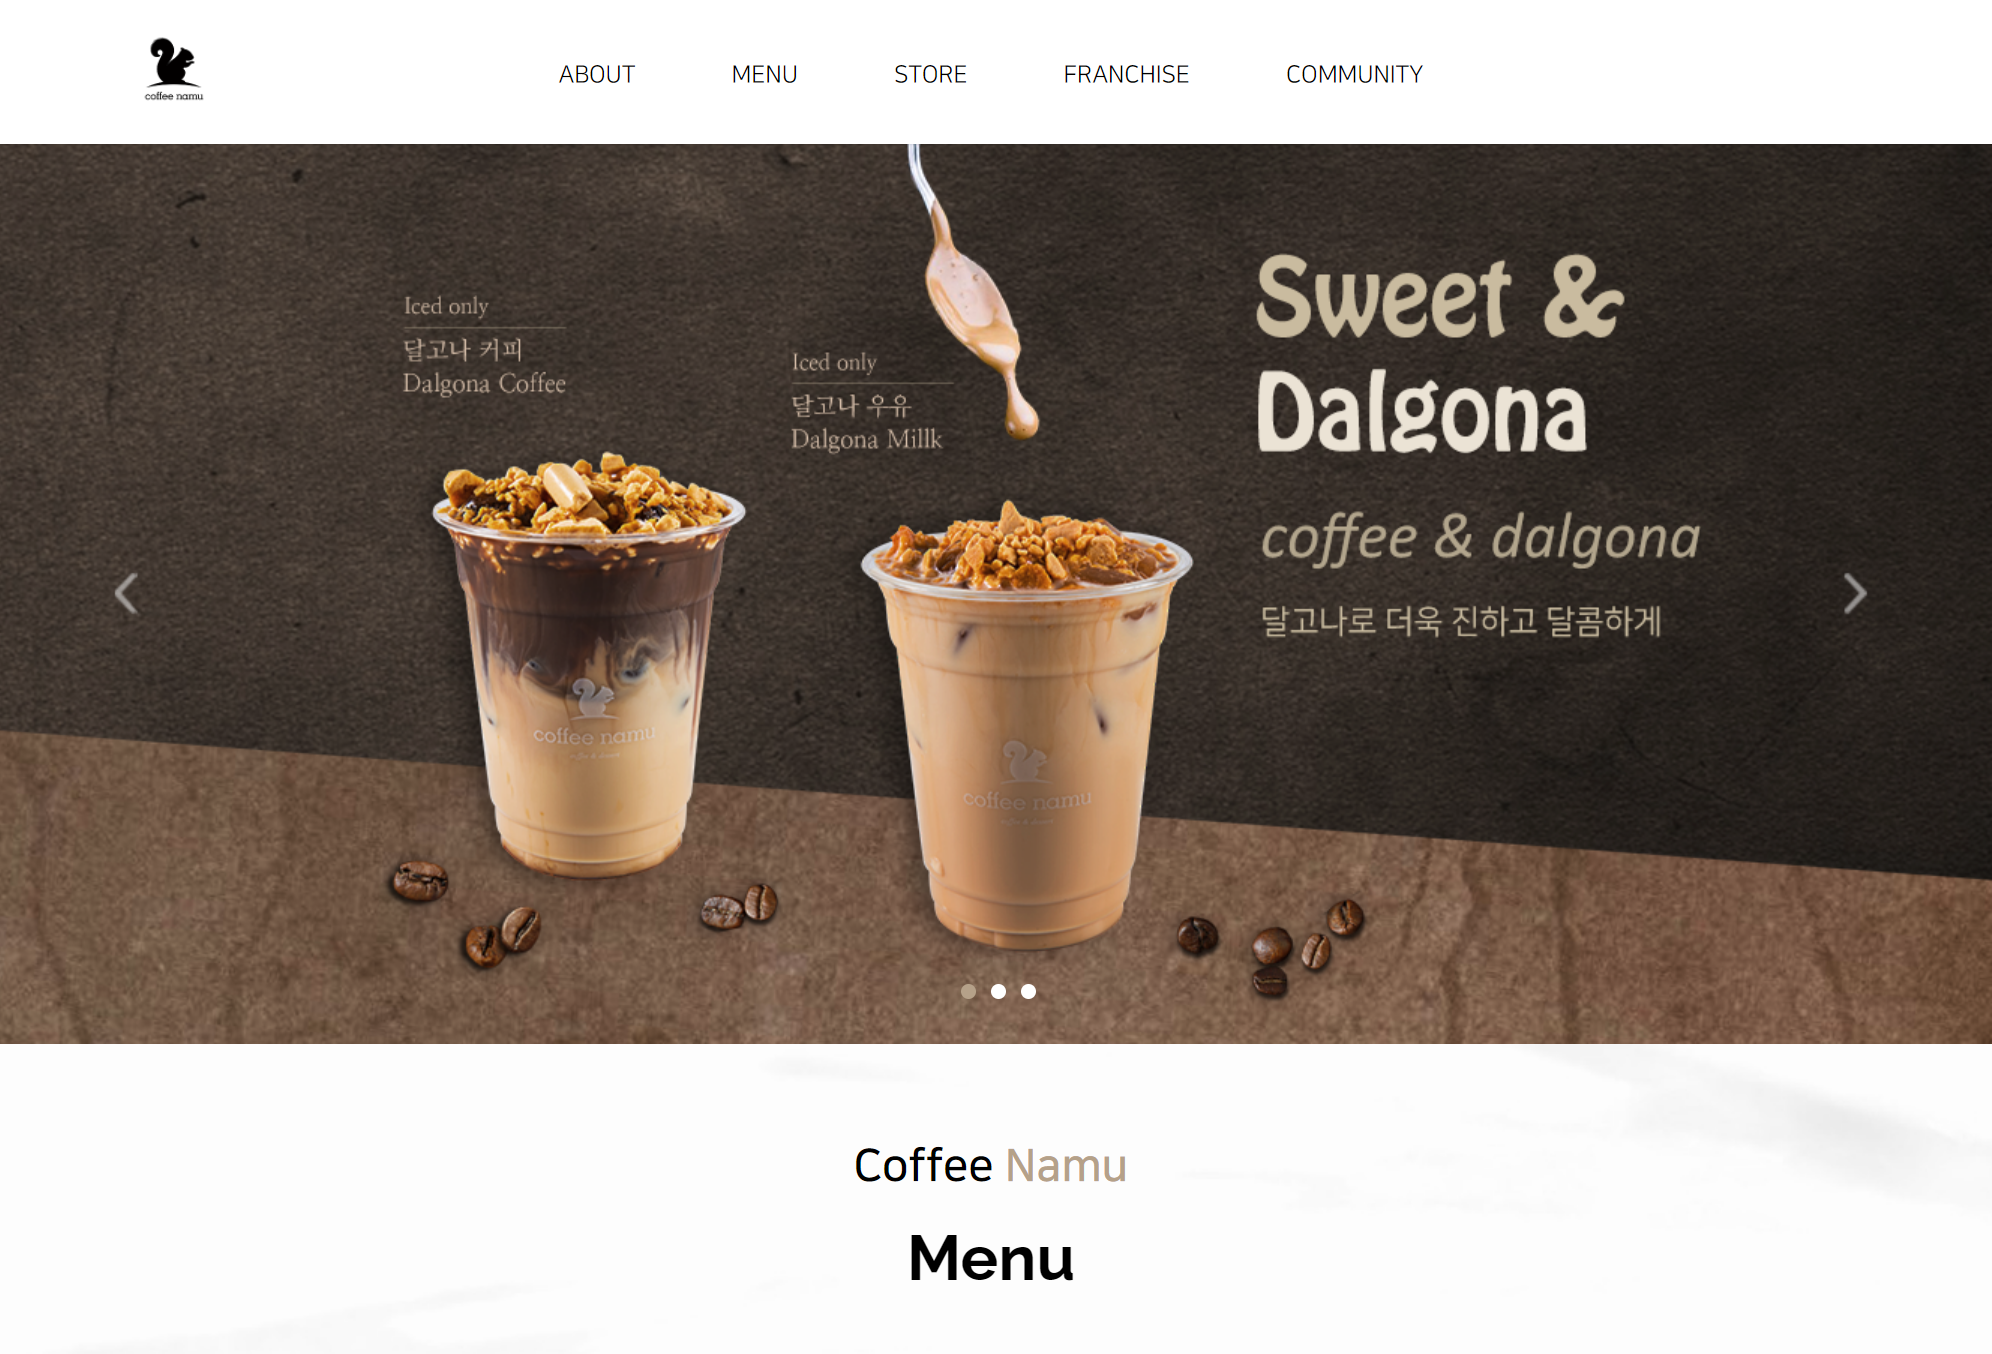 coffee namu
ABOUT
MENU
STORE
FRANCHISE
COMMUNITY
Iced only
달고나 커피
Dalgona Coffee
Iced only
달고나 우유
Dalgona Millk
Sweet &
Dalgona
coffee & dalgona
달고나로 더욱 진하고 달콤하게
coffee namu
coffee namu
Coffee Namu
Menu